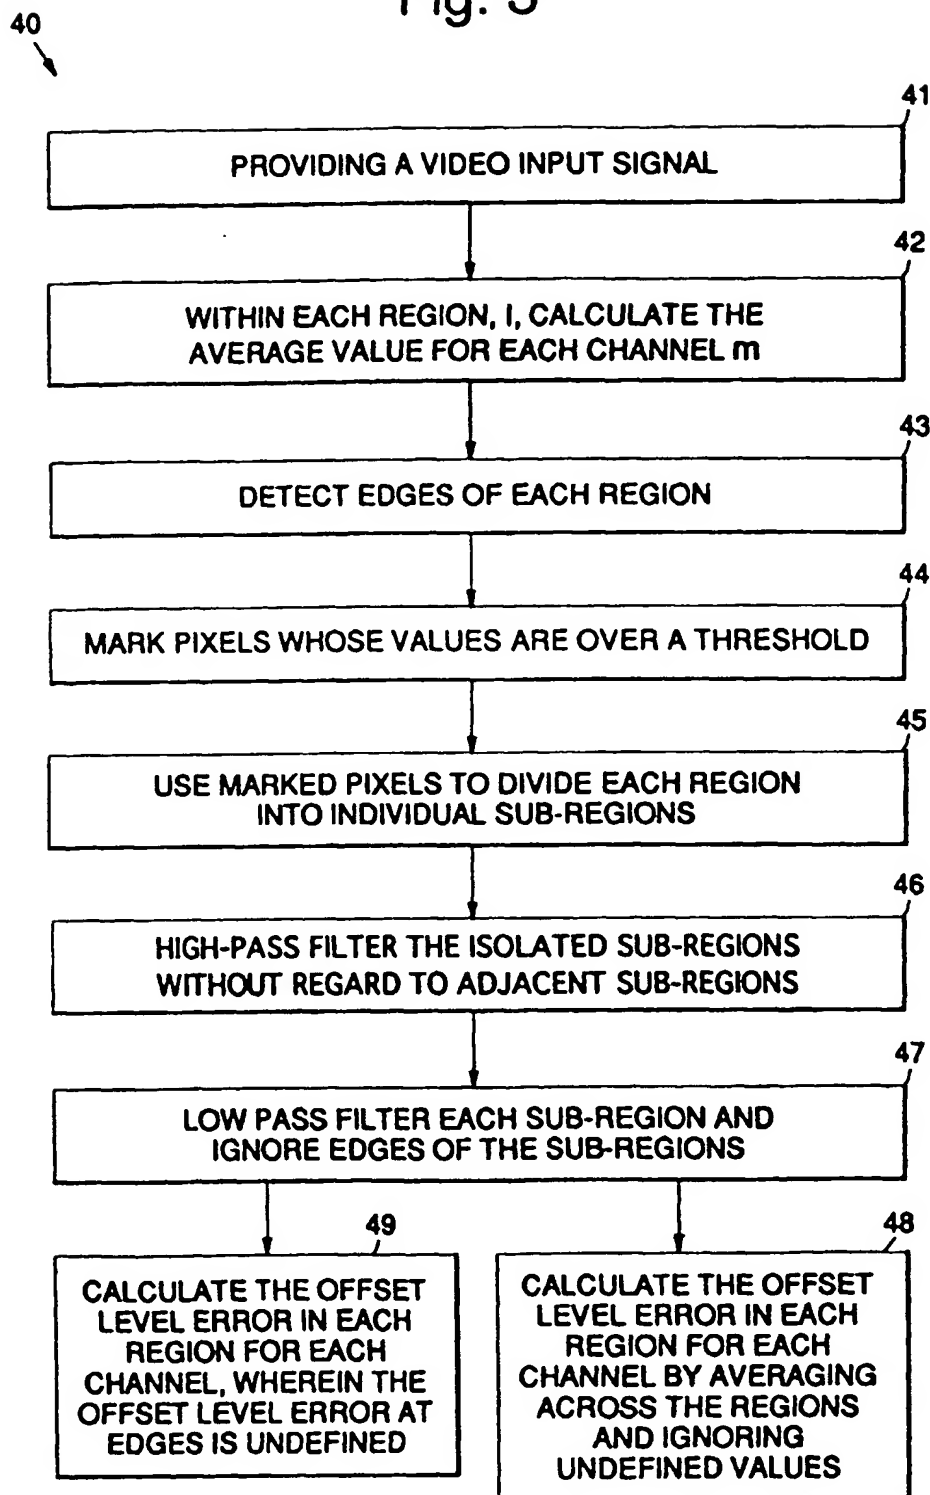 Fig. 3
40
41
PROVIDING A VIDEO INPUT SIGNAL
42
WITHIN EACH REGION, I, CALCULATE THE
AVERAGE VALUE FOR EACH CHANNEL m
43
DETECT EDGES OF EACH REGION
44
MARK PIXELS WHOSE VALUES ARE OVER A THRESHOLD
45
USE MARKED PIXELS TO DIVIDE EACH REGION
INTO INDIVIDUAL SUB-REGIONS
46
HIGH-PASS FILTER THE ISOLATED SUB-REGIONS
WITHOUT REGARD TO ADJACENT SUB-REGIONS
47
LOW PASS FILTER EACH SUB-REGION AND
IGNORE EDGES OF THE SUB-REGIONS
49
CALCULATE THE OFFSET
LEVEL ERROR IN EACH
REGION FOR EACH
CHANNEL, WHEREIN THE
OFFSET LEVEL ERROR AT
EDGES IS UNDEFINED
48
CALCULATE THE OFFSET
LEVEL ERROR IN EACH
REGION FOR EACH
CHANNEL BY AVERAGING
ACROSS THE REGIONS
AND IGNORING
UNDEFINED VALUES